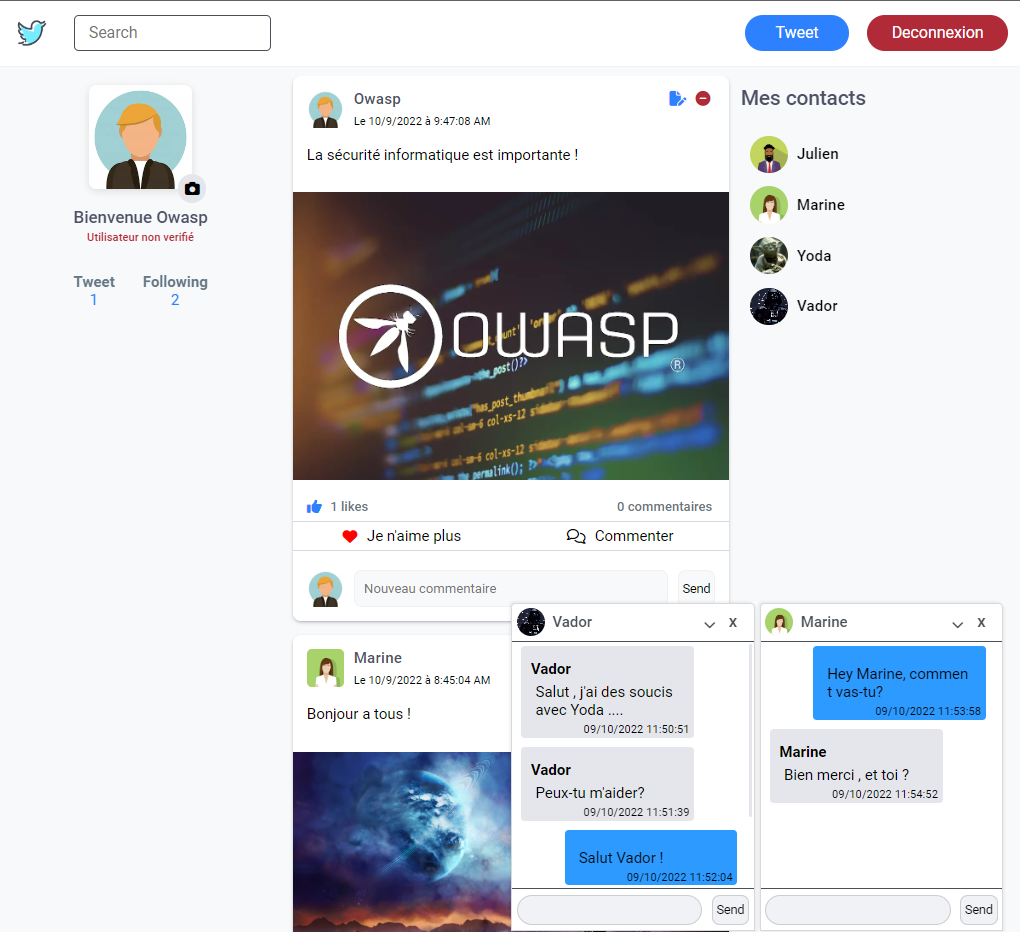 Search
Tweet
Deconnexion
Bienvenue Owasp
Utilisateur non verifié
Tweet
1
Following
2
Owasp
Le 10/9/2022 à 9:47:08 AM
La sécurité informatique est importante !
OWASP
®
1 likes
0 commentaires
Je n'aime plus
Commenter
Nouveau commentaire
Send
Marine
Le 10/9/2022 à 8:45:04 AM
Bonjour a tous !
Mes contacts
Julien
Marine
Yoda
Vador
Vador
X
Vador
Salut , j'ai des soucis
avec Yoda ....
09/10/2022 11:50:51
Vador
Peux-tu m'aider?
09/10/2022 11:51:39
Salut Vador !
09/10/2022 11:52:04
Send
Marine
X
Hey Marine, commen
t vas-tu?
09/10/2022 11:53:58
Marine
Bien merci , et toi ?
09/10/2022 11:54:52
Send